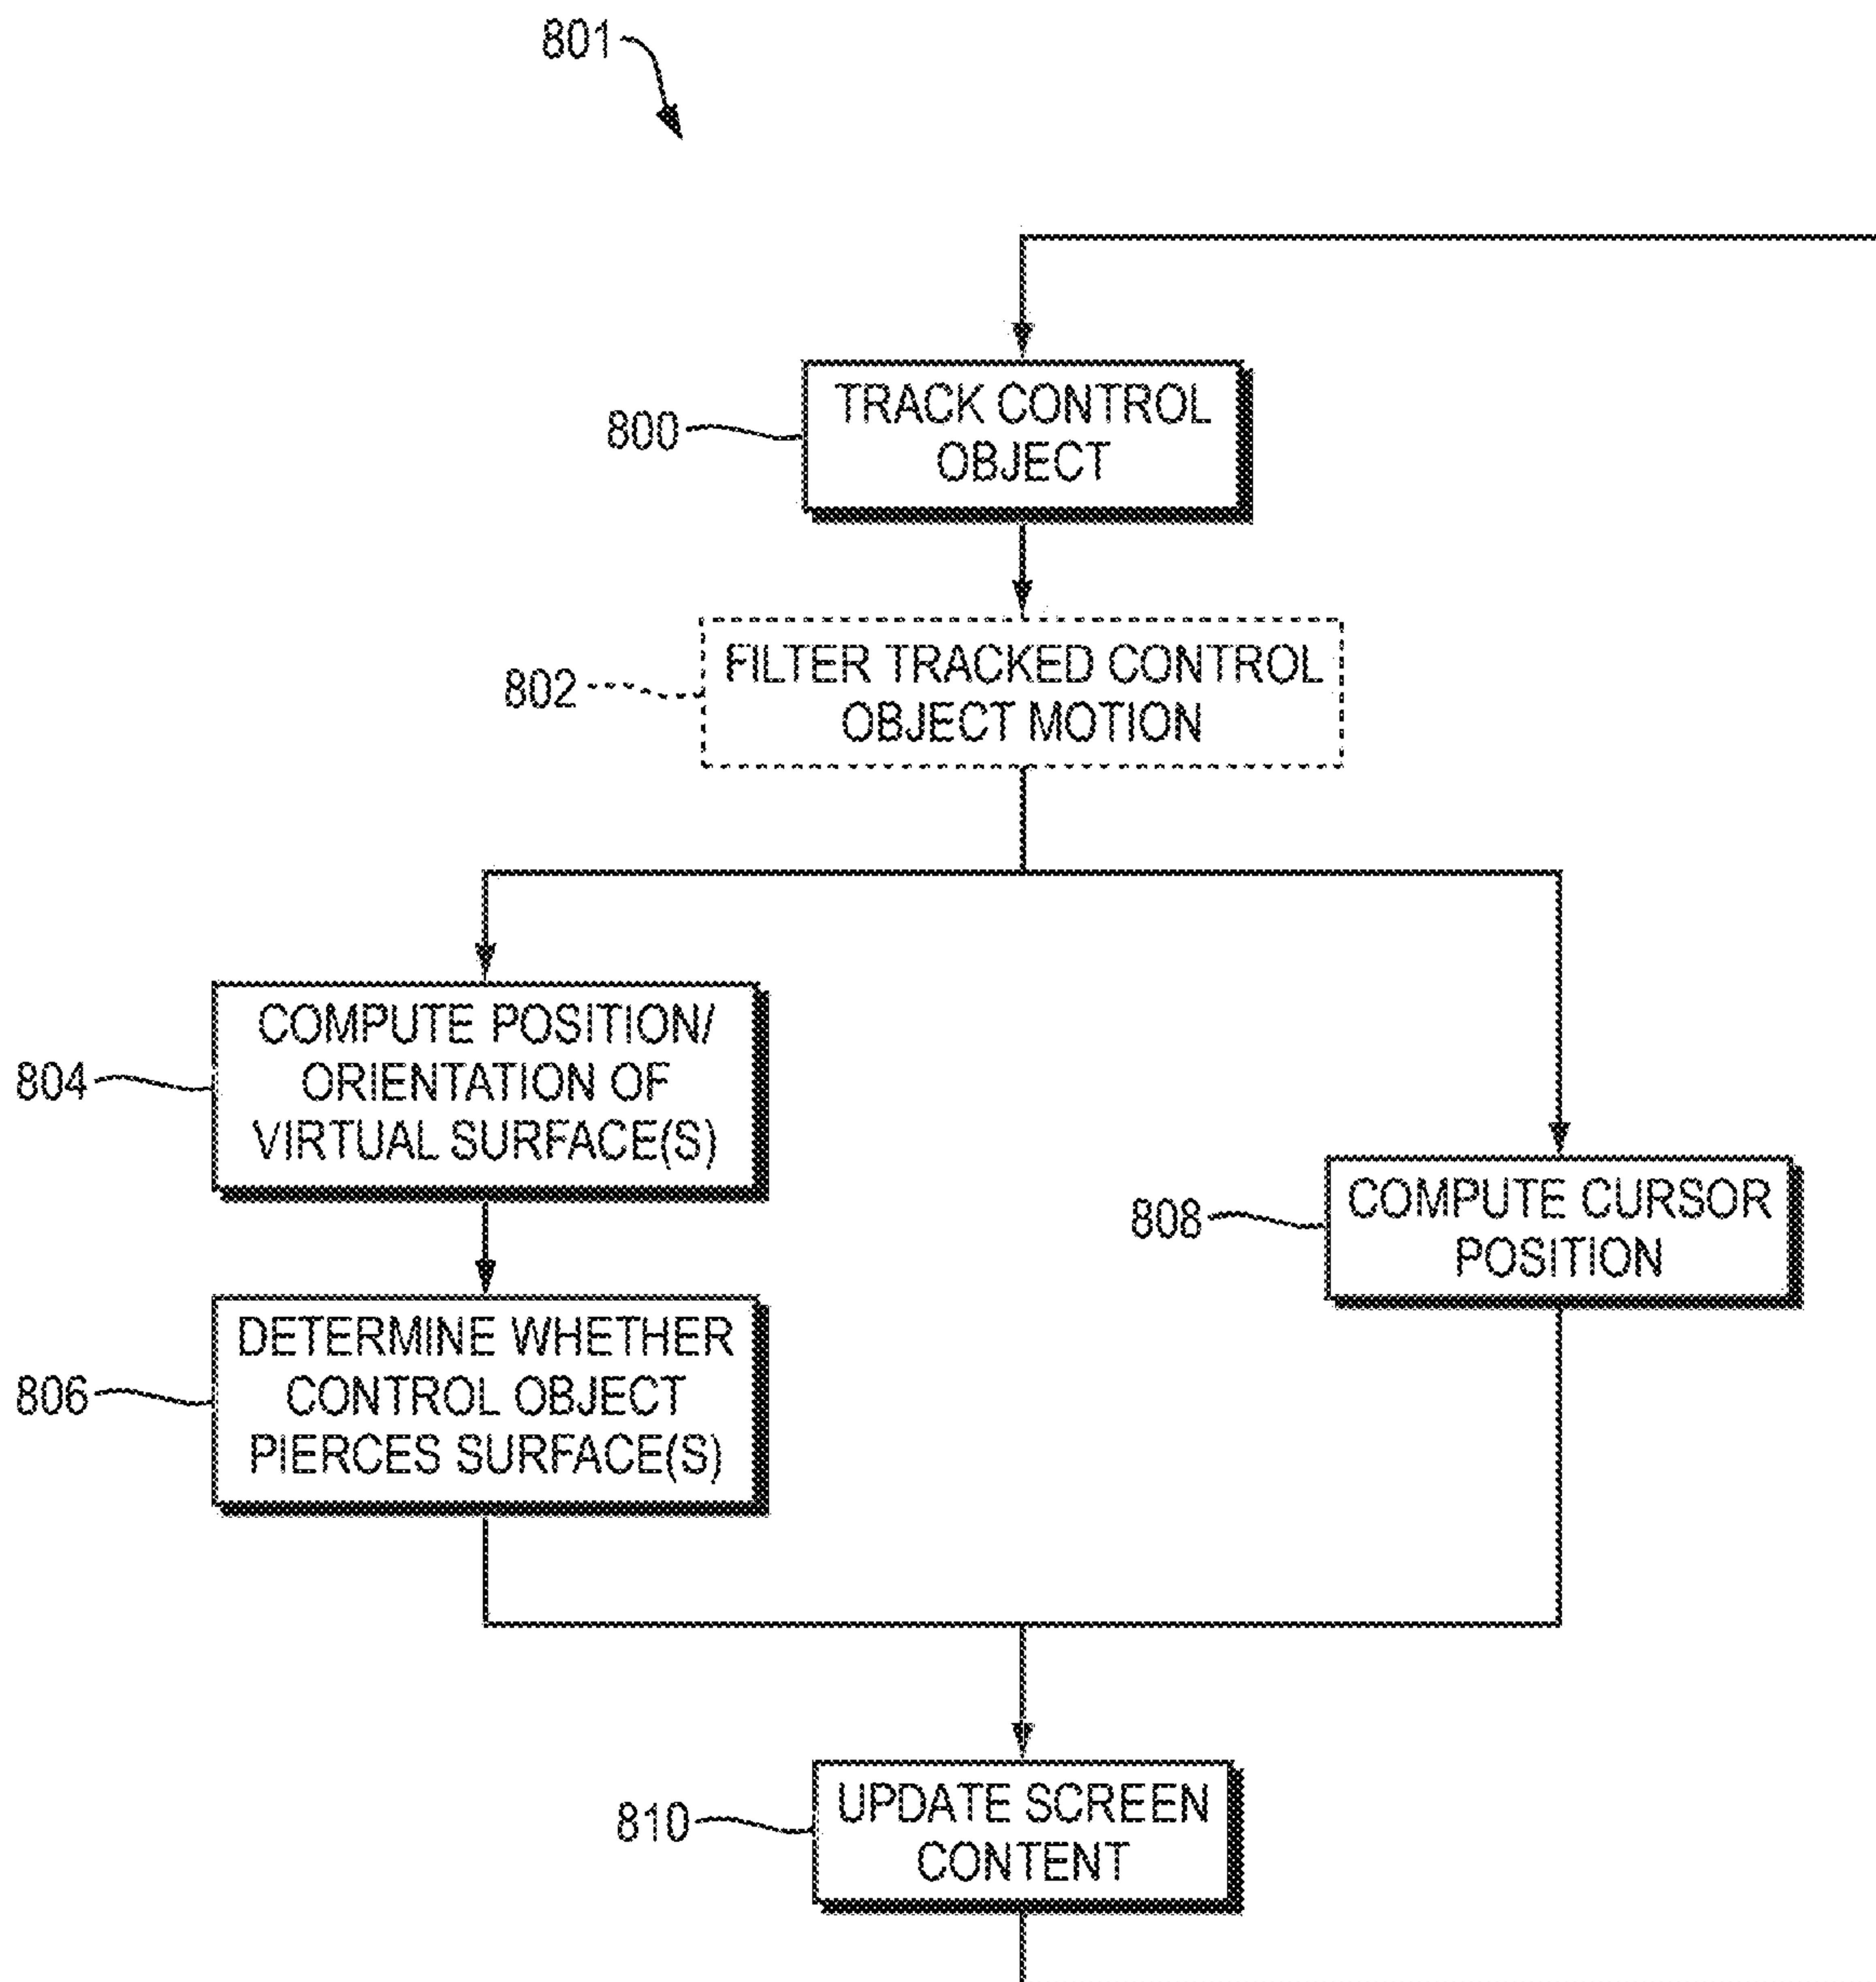 801
800
TRACK CONTROL
OBJECT
802
FILTER TRACKED CONTROL
OBJECT MOTION
804
COMPUTE POSITION/
ORIENTATION OF
VIRTUAL SURFACE(S)
808
COMPUTE CURSOR
POSITION
806
DETERMINE WHETHER
CONTROL OBJECT
PIERCES SURFACE(S)
810
UPDATE SCREEN
CONTENT